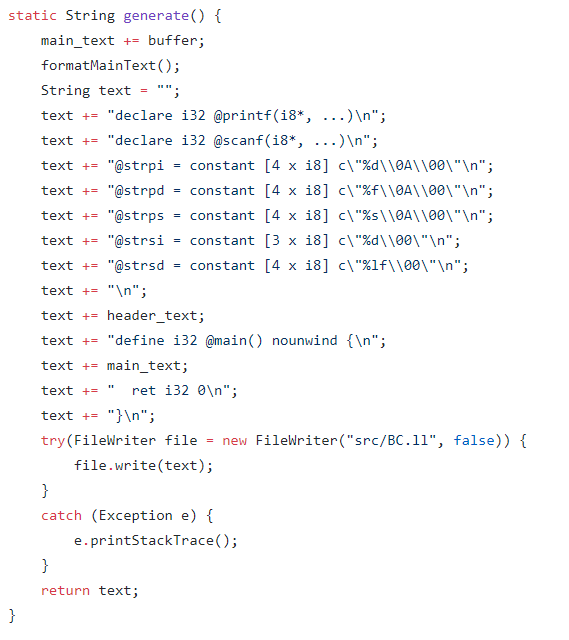 static String generate() {
    main_text += buffer;
    formatMainText();
    String text = "";
    text += "declare i32 @printf(i8*, ...)\n";
    text += "declare i32 @scanf(i8*, ...)\n";
    text += "@strpi = constant [4 x i8] c\"%d\\0A\\00\"\n";
    text += "@strpd = constant [4 x i8] c\"%f\\0A\\00\"\n";
    text += "@strps = constant [4 x i8] c\"%s\\0A\\00\"\n";
    text += "@strsi = constant [3 x i8] c\"%d\\00\"\n";
    text += "@strsd = constant [4 x i8] c\"%lf\\00\"\n";
    text += "\n";
    text += header_text;
    text += "define i32 @main() nounwind {\n";
    text += main_text;
    text += "  ret i32 0\n";
    text += "}\n";
    try(FileWriter file = new FileWriter("src/BC.ll", false)) {
        file.write(text);
    }
    catch (Exception e) {
        e.printStackTrace();
    }
    return text;
}